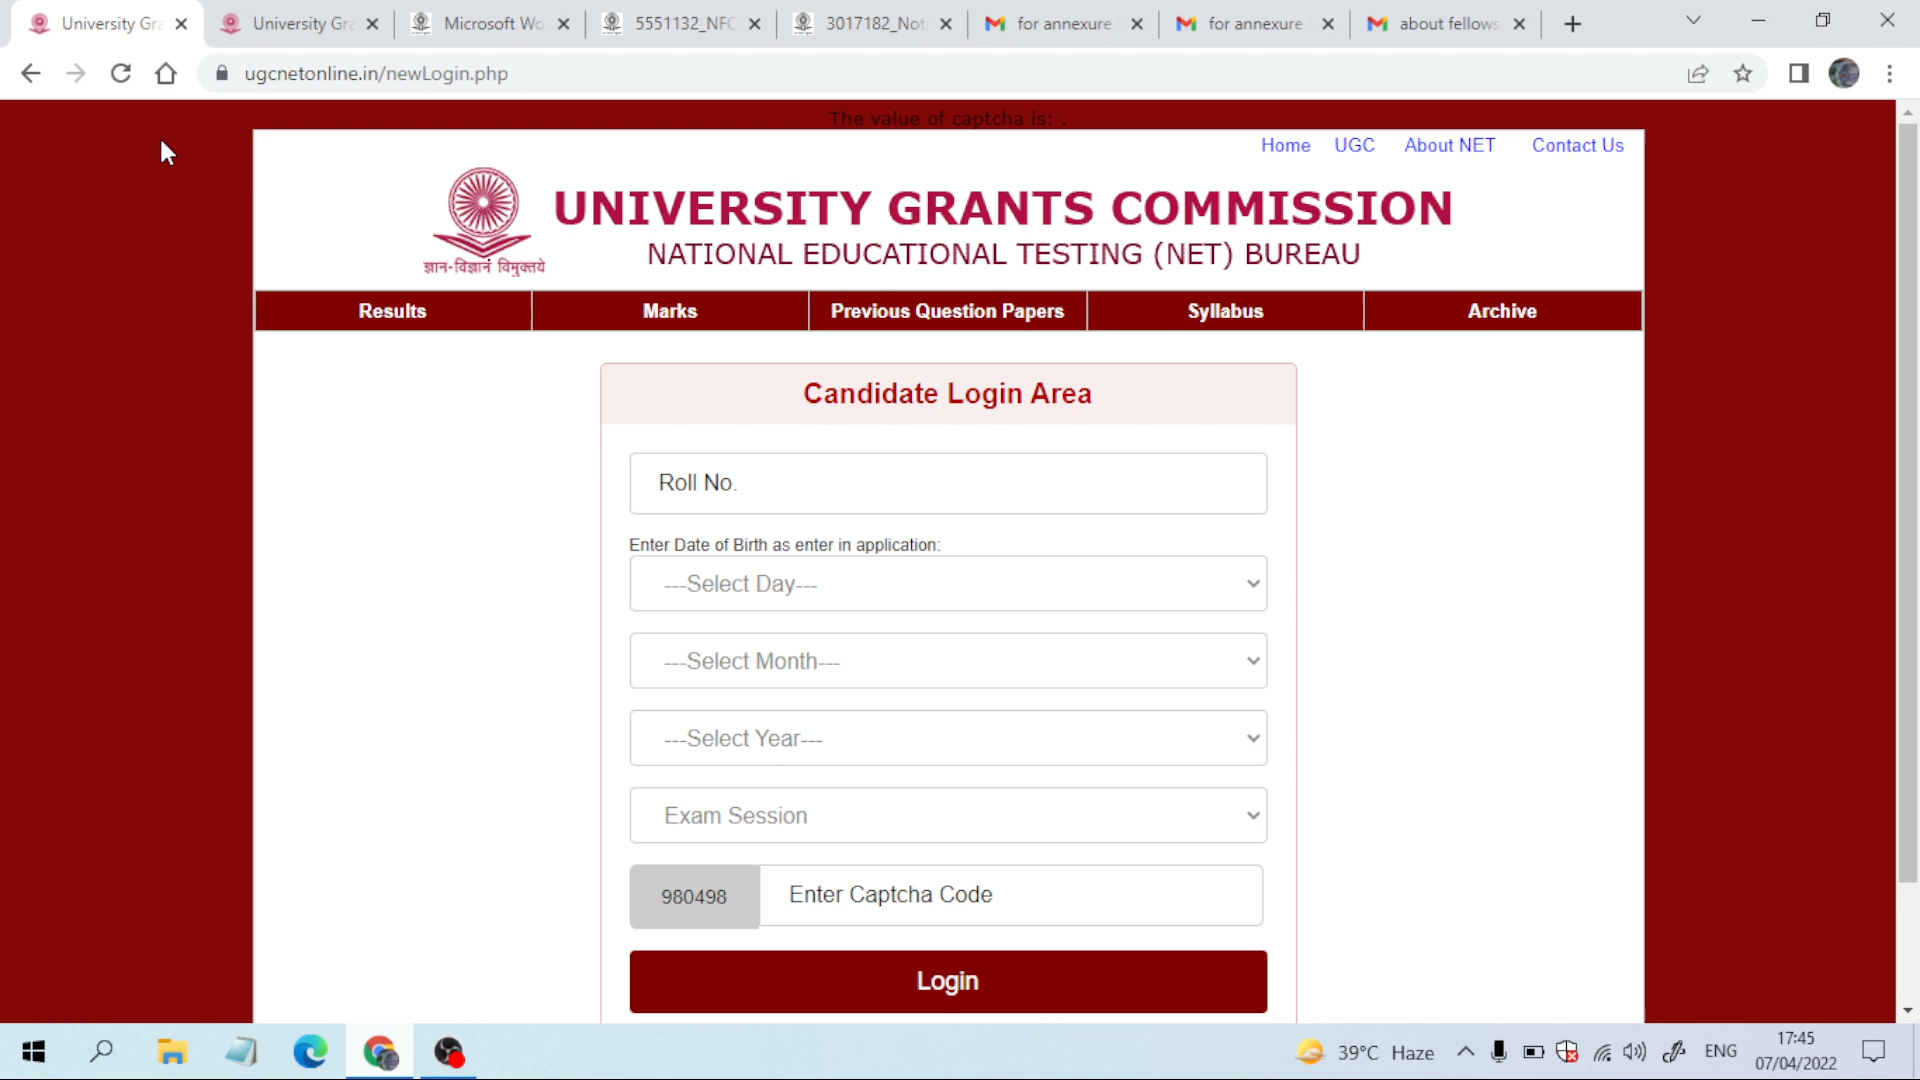 University Gra
University Gra
Microsoft Wo
5551132_NFC
3017182_Not
for annexure
for annexure
about fellows
ugcnetonline.in/newLogin.php
The value of captcha is: .
Home UGC About NET Contact Us
UNIVERSITY GRANTS COMMISSION
NATIONAL EDUCATIONAL TESTING (NET) BUREAU
ज्ञान-विज्ञानं विमुक्तये
Results Marks Previous Question Papers Syllabus Archive
Candidate Login Area
Roll No.
Enter Date of Birth as enter in application:
---Select Day---
---Select Month---
---Select Year---
Exam Session
980498 Enter Captcha Code
Login
39°C Haze ENG 17:45
07/04/2022